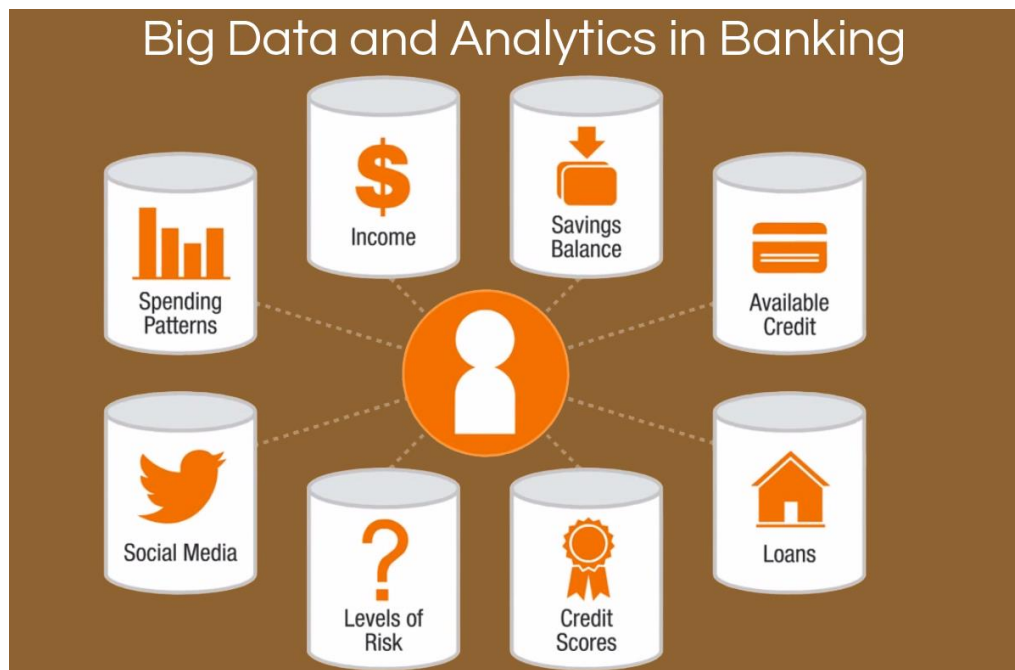 Big Data and Analytics in Banking
Income
Savings
Balance
Spending
Patterns
Available
Credit
Social Media
Loans
Levels of
Risk
Credit
Scores